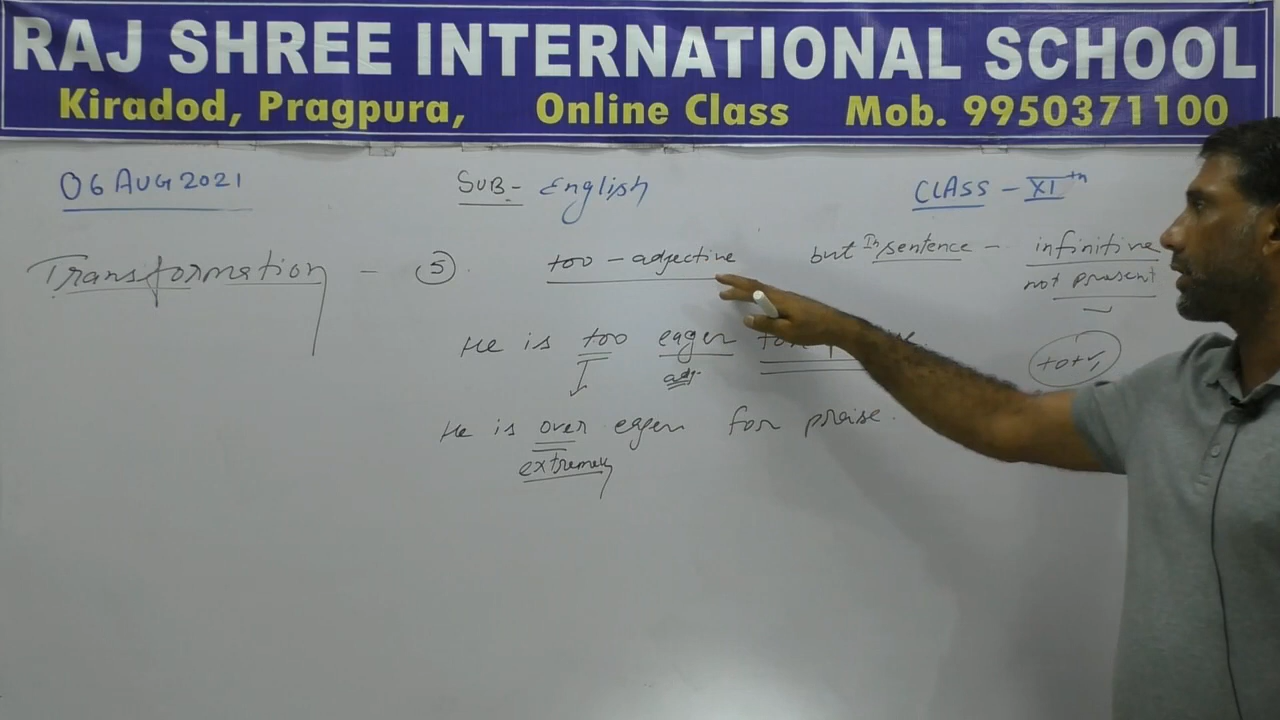 RAJ SHREE INTERNATIONAL SCHOOL
Kiradod, Pragpura, Online Class Mob. 9950371100
06 AUG 2021 SUB- English CLASS - XIth
Transformation - 5. too - adjective but In sentence - infinitive
not present
He is too eager for
adj.
He is over eager for praise.
extremely